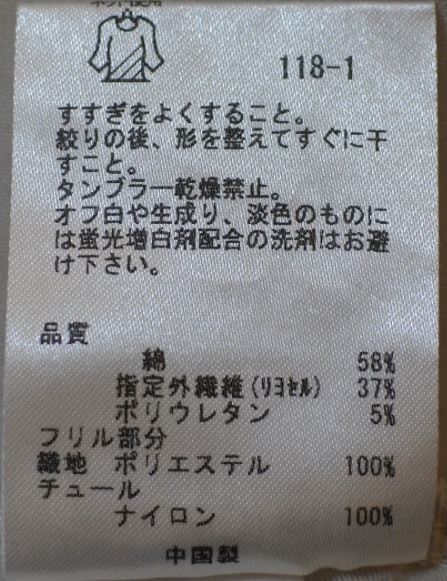 ネット使用
118-1
すすぎをよくすること。
絞りの後、形を整えてすぐに干
すこと。
タンブラー乾燥禁止。
オフ白や生成り、淡色のものに
は蛍光増白剤配合の洗剤はお避
け下さい。
品質
綿 58%
指定外繊維(リヨセル) 37%
ポリウレタン 5%
フリル部分
織地 ポリエステル 100%
チュール
ナイロン 100%
中国製